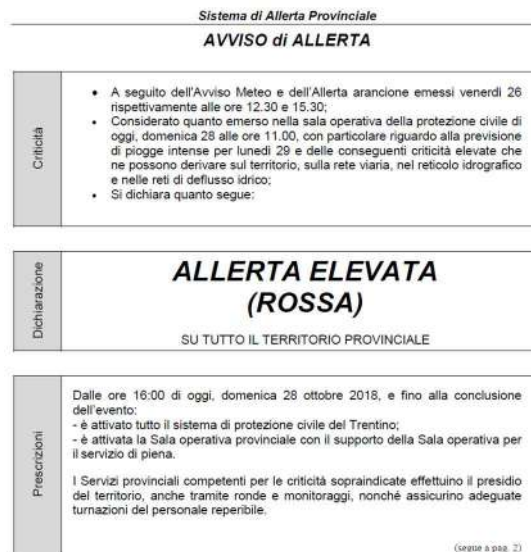 Sistema di Allerta Provinciale
AVVISO di ALLERTA
Criticità
• A seguito dell'Avviso Meteo e dell'Allerta arancione emessi venerdì 26
rispettivamente alle ore 12.30 e 15.30;
• Considerato quanto emerso nella sala operativa della protezione civile di
oggi, domenica 28 alle ore 11.00, con particolare riguardo alla previsione
di piogge intense per lunedì 29 e delle conseguenti criticità elevate che
ne possono derivare sul territorio, sulla rete viaria, nel reticolo idrografico
e nelle reti di deflusso idrico;
• Si dichiara quanto segue:
Dichiarazione
ALLERTA ELEVATA
(ROSSA)
SU TUTTO IL TERRITORIO PROVINCIALE
Prescrizioni
Dalle ore 16:00 di oggi, domenica 28 ottobre 2018, e fino alla conclusione
dell'evento:
- è attivato tutto il sistema di protezione civile del Trentino;
- è attivata la Sala operativa provinciale con il supporto della Sala operativa per
il servizio di piena.
I Servizi provinciali competenti per le criticità sopraindicate effettuino il presidio
del territorio, anche tramite ronde e monitoraggi, nonché assicurino adeguate
turnazioni del personale reperibile.
(segue a pag. 2)